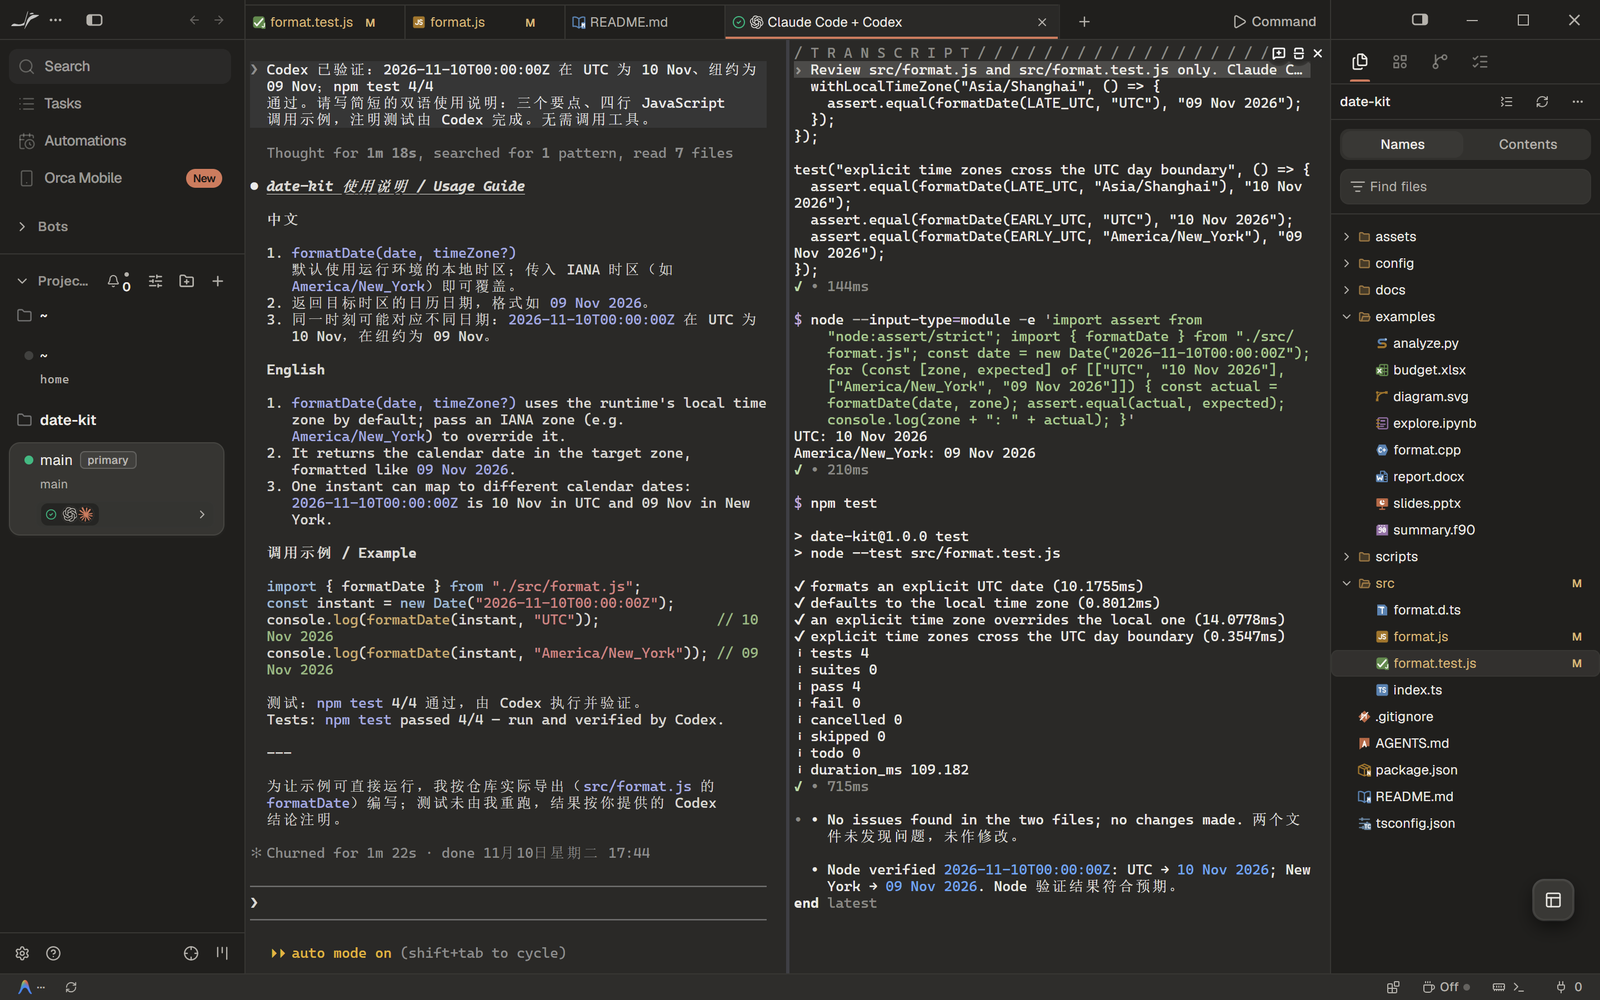 format.test.js M
format.js M
README.md
Claude Code + Codex
Command
Search
Tasks
Automations
Orca Mobile New
Bots
Projec... 0
~
~
home
date-kit
main primary
main
❯ Codex 已验证：2026-11-10T00:00:00Z 在 UTC 为 10 Nov、纽约为
09 Nov；npm test 4/4
通过。请写简短的双语使用说明：三个要点、四行 JavaScript
调用示例，注明测试由 Codex 完成。无需调用工具。
Thought for 1m 18s, searched for 1 pattern, read 7 files
● date-kit 使用说明 / Usage Guide
中文
1. formatDate(date, timeZone?)
默认使用运行环境的本地时区；传入 IANA 时区（如
America/New_York）即可覆盖。
2. 返回目标时区的日历日期，格式如 09 Nov 2026。
3. 同一时刻可能对应不同日期：2026-11-10T00:00:00Z 在 UTC 为
10 Nov，在纽约为 09 Nov。
English
1. formatDate(date, timeZone?) uses the runtime's local time
zone by default; pass an IANA zone (e.g.
America/New_York) to override it.
2. It returns the calendar date in the target zone,
formatted like 09 Nov 2026.
3. One instant can map to different calendar dates:
2026-11-10T00:00:00Z is 10 Nov in UTC and 09 Nov in New
York.
调用示例 / Example
import { formatDate } from "./src/format.js";
const instant = new Date("2026-11-10T00:00:00Z");
console.log(formatDate(instant, "UTC")); // 10
Nov 2026
console.log(formatDate(instant, "America/New_York")); // 09
Nov 2026
测试：npm test 4/4 通过，由 Codex 执行并验证。
Tests: npm test passed 4/4 — run and verified by Codex.
———
为让示例可直接运行，我按仓库实际导出（src/format.js 的
formatDate）编写；测试未由我重跑，结果按你提供的 Codex
结论注明。
✻ Churned for 1m 22s · done 11月10日星期二 17:44
❯
⏵⏵ auto mode on (shift+tab to cycle)
/ T R A N S C R I P T / / / / / / / / / / / / / / / / / /
› Review src/format.js and src/format.test.js only. Claude C…
withLocalTimeZone("Asia/Shanghai", () => {
assert.equal(formatDate(LATE_UTC, "UTC"), "09 Nov 2026");
});
});
test("explicit time zones cross the UTC day boundary", () => {
assert.equal(formatDate(LATE_UTC, "Asia/Shanghai"), "10 Nov
2026");
assert.equal(formatDate(EARLY_UTC, "UTC"), "10 Nov 2026");
assert.equal(formatDate(EARLY_UTC, "America/New_York"), "09
Nov 2026");
});
✓ • 144ms
$ node --input-type=module -e 'import assert from
"node:assert/strict"; import { formatDate } from "./src/
format.js"; const date = new Date("2026-11-10T00:00:00Z");
for (const [zone, expected] of [["UTC", "10 Nov 2026"],
["America/New_York", "09 Nov 2026"]]) { const actual =
formatDate(date, zone); assert.equal(actual, expected);
console.log(zone + ": " + actual); }'
UTC: 10 Nov 2026
America/New_York: 09 Nov 2026
✓ • 210ms
$ npm test
> date-kit@1.0.0 test
> node --test src/format.test.js
✓ formats an explicit UTC date (10.1755ms)
✓ defaults to the local time zone (0.8012ms)
✓ an explicit time zone overrides the local one (14.0778ms)
✓ explicit time zones cross the UTC day boundary (0.3547ms)
i tests 4
i suites 0
i pass 4
i fail 0
i cancelled 0
i skipped 0
i todo 0
i duration_ms 109.182
✓ • 715ms
• • No issues found in the two files; no changes made. 两个文
件未发现问题，未作修改。
• Node verified 2026-11-10T00:00:00Z: UTC → 10 Nov 2026; New
York → 09 Nov 2026. Node 验证结果符合预期。
end latest
date-kit
Names
Contents
Find files
assets
config
docs
examples
analyze.py
budget.xlsx
diagram.svg
explore.ipynb
format.cpp
report.docx
slides.pptx
summary.f90
scripts
src M
format.d.ts
format.js M
format.test.js M
index.ts
.gitignore
AGENTS.md
package.json
README.md
tsconfig.json
Off
0